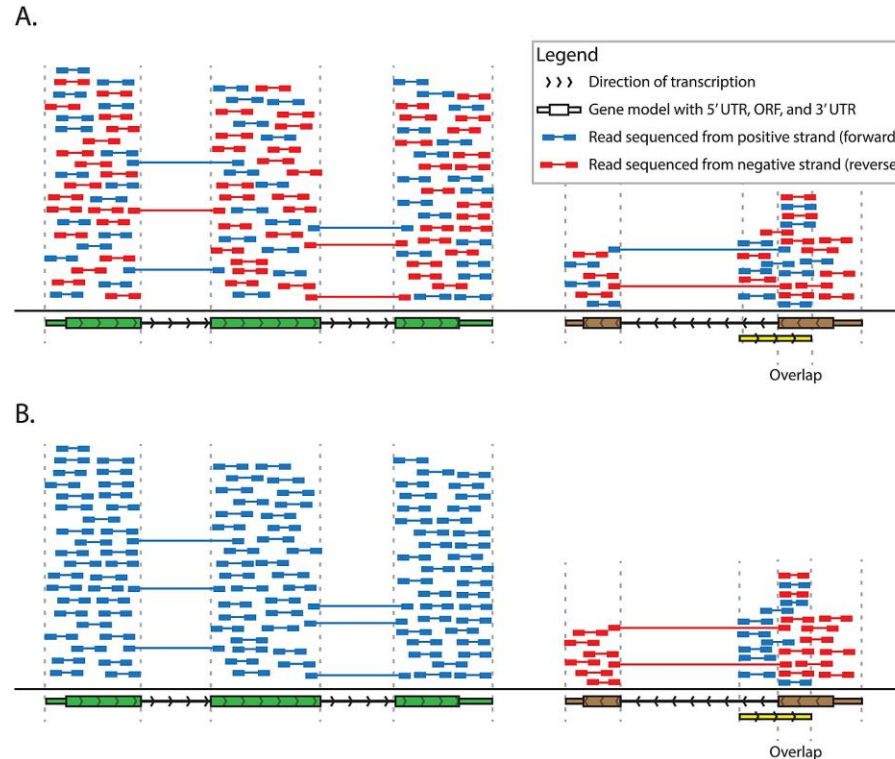 A.
Legend
Direction of transcription
Gene model with 5' UTR, ORF, and 3' UTR
Read sequenced from positive strand (forward
Read sequenced from negative strand (reverse
Overlap
B.
Overlap